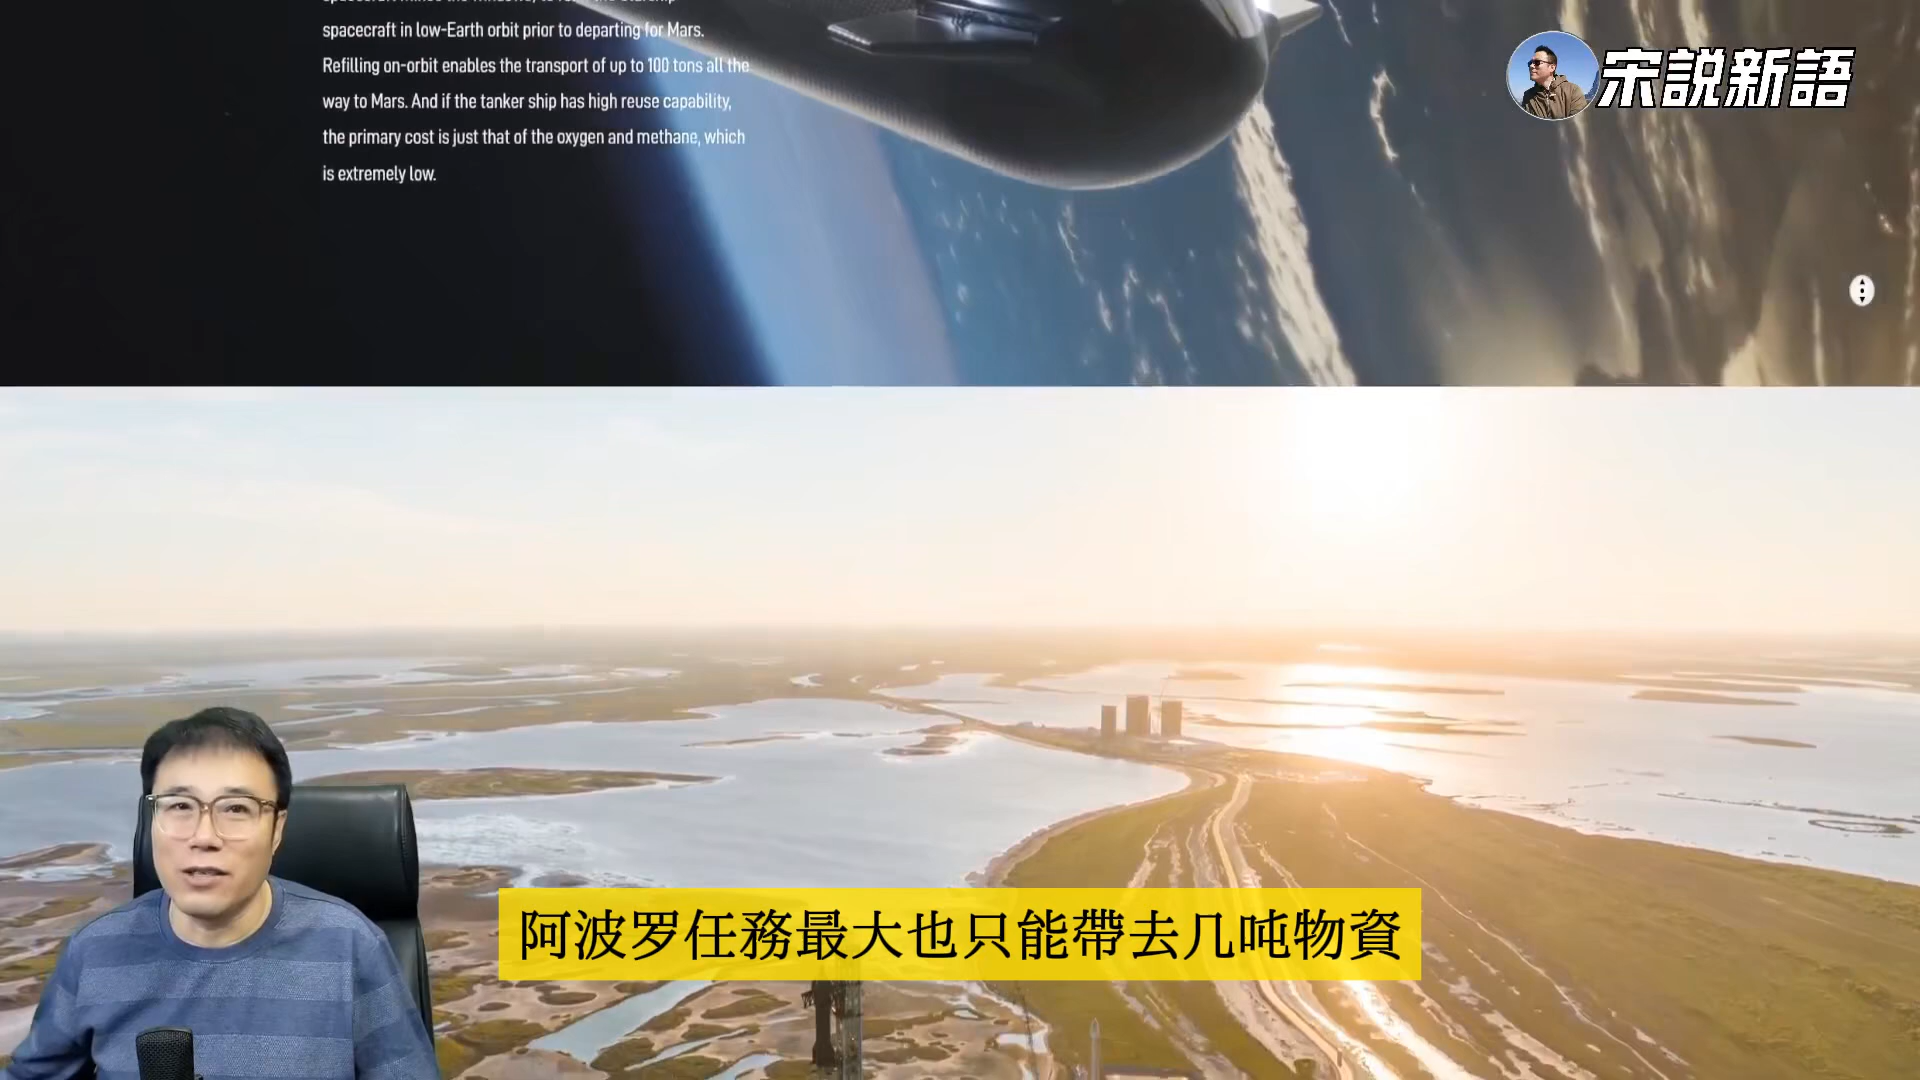 spacecraft in low-Earth orbit prior to departing for Mars.
Refilling on-orbit enables the transport of up to 100 tons all the
way to Mars. And if the tanker ship has high reuse capability,
the primary cost is just that of the oxygen and methane, which
is extremely low.
宋説新語
阿波罗任務最大也只能帶去几吨物資